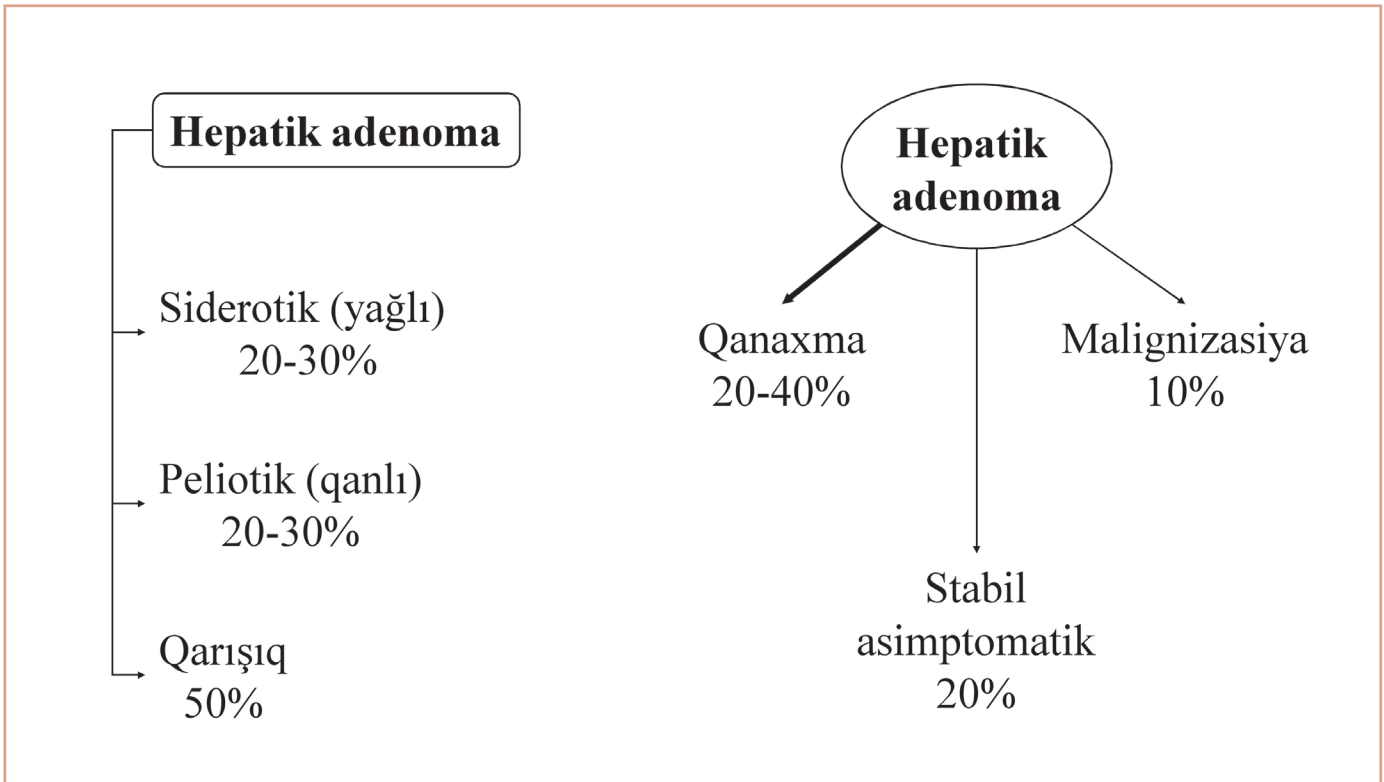 Hepatik adenoma
Siderotik (yağlı)
20-30%
Peliotik (qanlı)
20-30%
Qarışıq
50%
Hepatik
adenoma
Qanaxma
20-40%
Malignizasiya
10%
Stabil
asimptomatik
20%